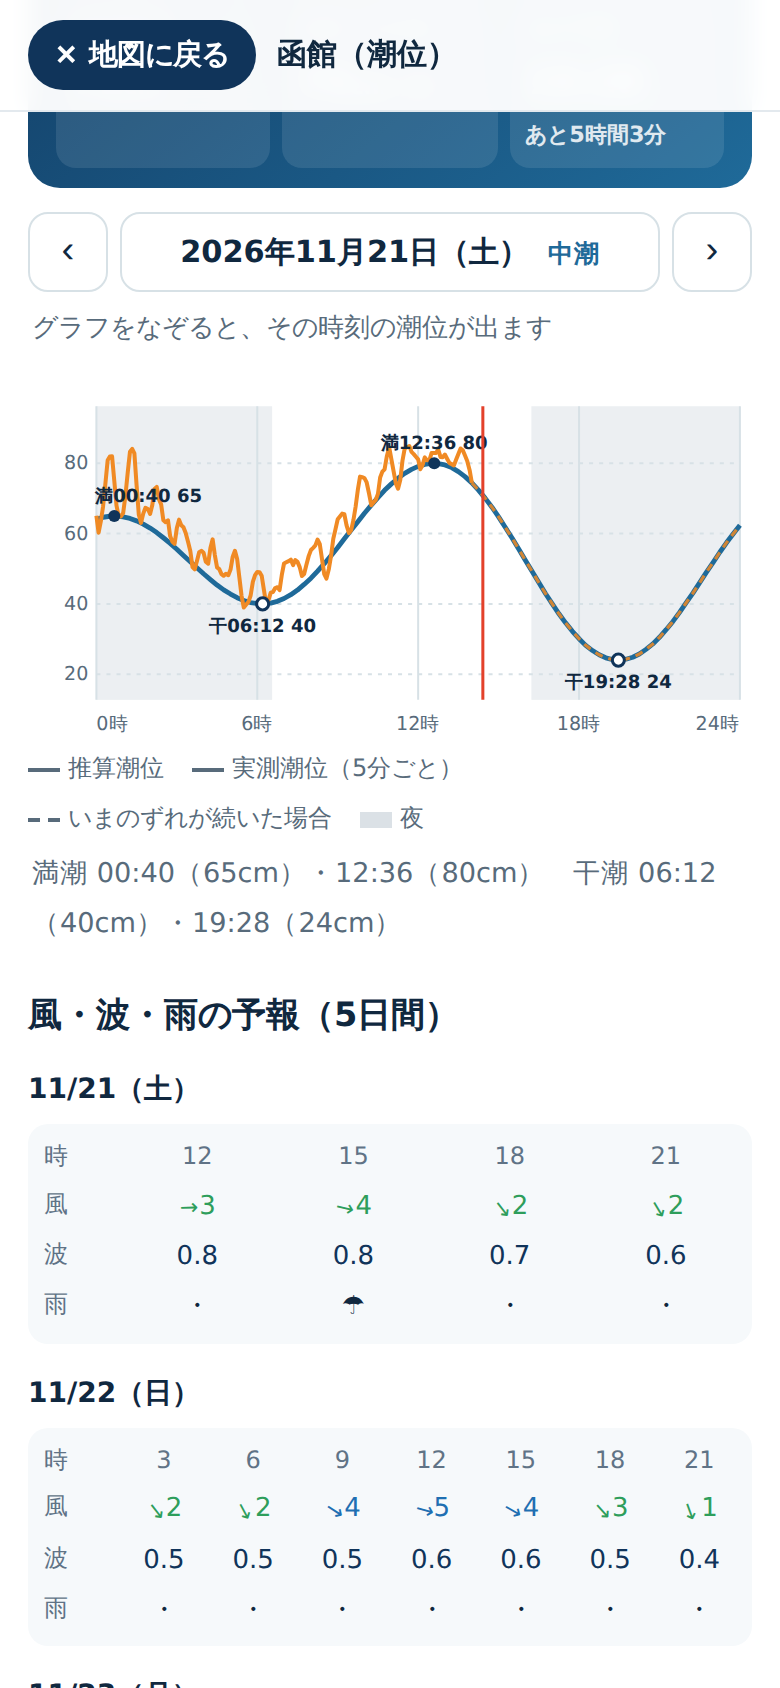 × 地図に戻る 函館（潮位）
あと5時間3分
‹ 2026年11月21日（土） 中潮 ›
グラフをなぞると、その時刻の潮位が出ます
満12:36 80
80
満00:40 65
60
40
干06:12 40
20
干19:28 24
0時 6時 12時 18時 24時
推算潮位 実測潮位（5分ごと）
いまのずれが続いた場合 夜
満潮 00:40（65cm）・12:36（80cm） 干潮 06:12
（40cm）・19:28（24cm）
風・波・雨の予報（5日間）
11/21（土）
時 12 15 18 21
風 →3 →4 ↘2 ↘2
波 0.8 0.8 0.7 0.6
雨 · ☂ · ·
11/22（日）
時 3 6 9 12 15 18 21
風 ↘2 ↘2 ↘4 →5 ↘4 ↘3 ↓1
波 0.5 0.5 0.5 0.6 0.6 0.5 0.4
雨 · · · · · · ·
11/23（月）